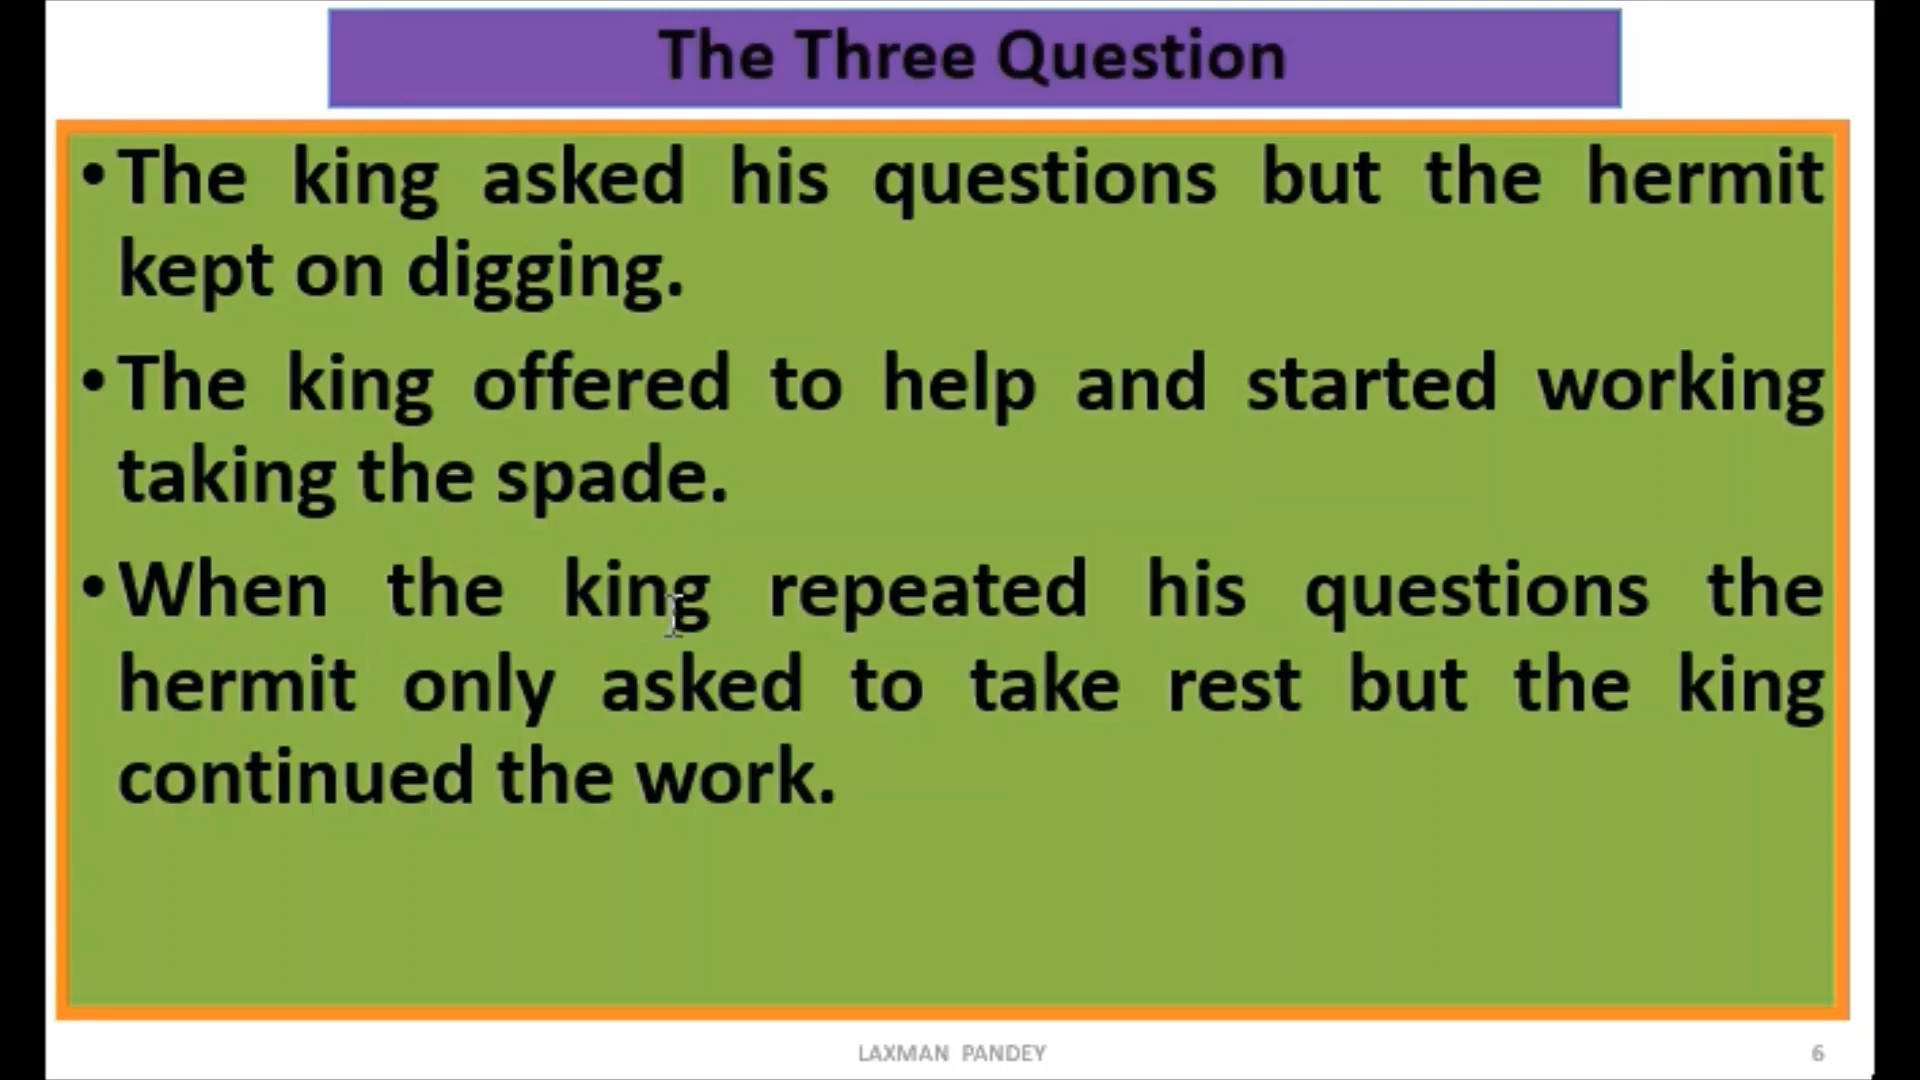 The Three Question
•The king asked his questions but the hermit
kept on digging.
•The king offered to help and started working
taking the spade.
•When the king repeated his questions the
hermit only asked to take rest but the king
continued the work.
LAXMAN PANDEY
6